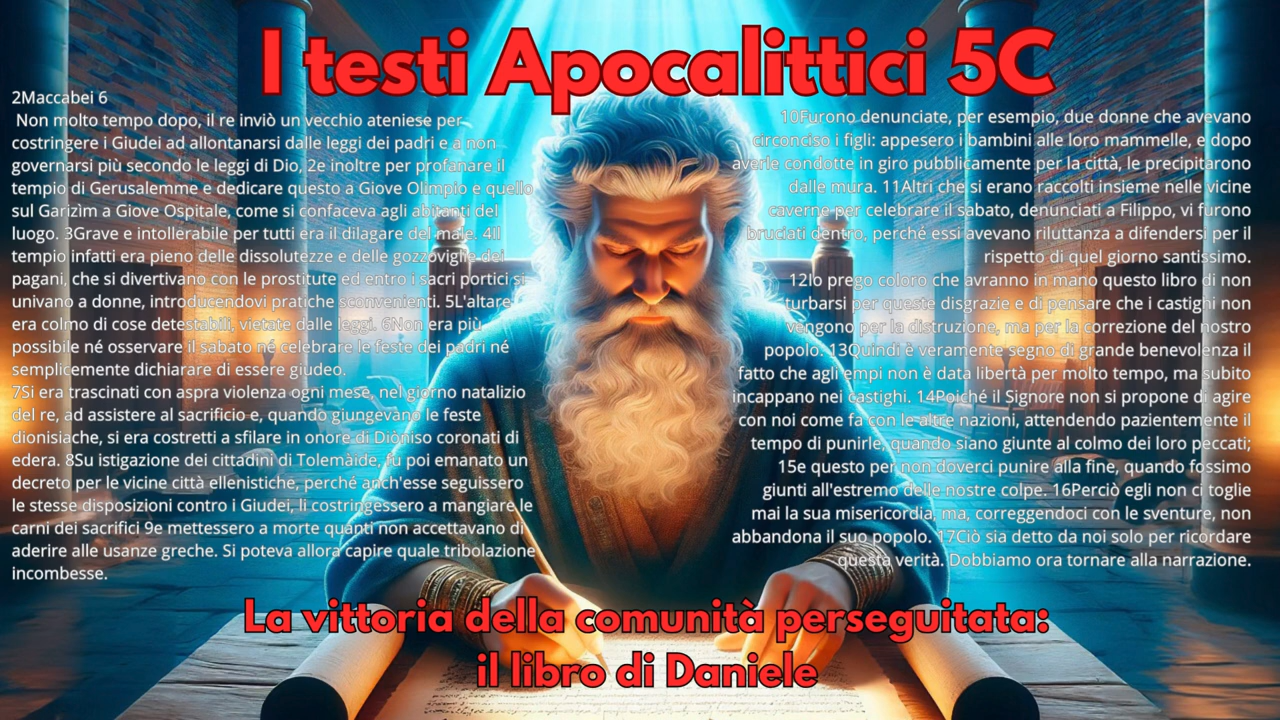 I testi Apocalittici 5C
2Maccabei 6
Non molto tempo dopo, il re inviò un vecchio ateniese per
costringere i Giudei ad allontanarsi dalle leggi dei padri e a non
governarsi più secondo le leggi di Dio, 2e inoltre per profanare il
tempio di Gerusalemme e dedicare questo a Giove Olimpio e quello
sul Garizìm a Giove Ospitale, come si confaceva agli abitanti del
luogo. 3Grave e intollerabile per tutti era il dilagare del male. 4Il
tempio infatti era pieno delle dissolutezze e delle gozzoviglie dei
pagani, che si divertivano con le prostitute ed entro i sacri portici si
univano a donne, introducendovi pratiche sconvenienti. 5L'altare
era colmo di cose detestabili, vietate dalle leggi. 6Non era più
possibile né osservare il sabato né celebrare le feste dei padri né
semplicemente dichiarare di essere giudeo.
7Si era trascinati con aspra violenza ogni mese, nel giorno natalizio
del re, ad assistere al sacrificio e, quando giungevano le feste
dionisiache, si era costretti a sfilare in onore di Diòniso coronati di
edera. 8Su istigazione dei cittadini di Tolemàide, fu poi emanato un
decreto per le vicine città ellenistiche, perché anch'esse seguissero
le stesse disposizioni contro i Giudei, li costringessero a mangiare le
carni dei sacrifici 9e mettessero a morte quanti non accettavano di
aderire alle usanze greche. Si poteva allora capire quale tribolazione
incombesse.
10Furono denunciate, per esempio, due donne che avevano
circonciso i figli: appesero i bambini alle loro mammelle, e dopo
averle condotte in giro pubblicamente per la città, le precipitarono
dalle mura. 11Altri che si erano raccolti insieme nelle vicine
caverne per celebrare il sabato, denunciati a Filippo, vi furono
bruciati dentro, perché essi avevano riluttanza a difendersi per il
rispetto di quel giorno santissimo.
12Io prego coloro che avranno in mano questo libro di non
turbarsi per queste disgrazie e di pensare che i castighi non
vengono per la distruzione, ma per la correzione del nostro
popolo. 13Quindi è veramente segno di grande benevolenza il
fatto che agli empi non è data libertà per molto tempo, ma subito
incappano nei castighi. 14Poiché il Signore non si propone di agire
con noi come fa con le altre nazioni, attendendo pazientemente il
tempo di punirle, quando siano giunte al colmo dei loro peccati;
15e questo per non doverci punire alla fine, quando fossimo
giunti all'estremo delle nostre colpe. 16Perciò egli non ci toglie
mai la sua misericordia, ma, correggendoci con le sventure, non
abbandona il suo popolo. 17Ciò sia detto da noi solo per ricordare
questa verità. Dobbiamo ora tornare alla narrazione.
La vittoria della comunità perseguitata:
il libro di Daniele